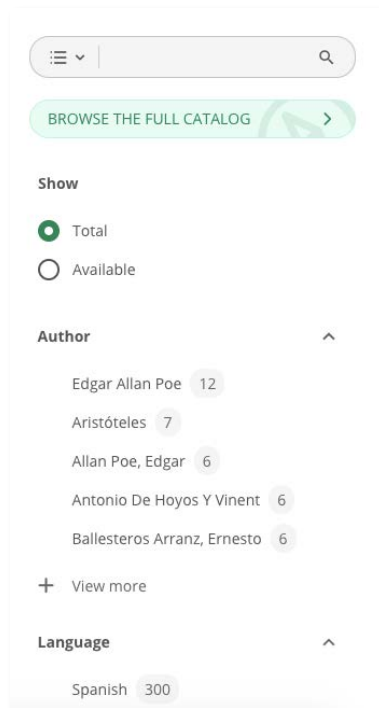 BROWSE THE FULL CATALOG
Show
Total
Available
Author
Edgar Allan Poe 12
Aristóteles 7
Allan Poe, Edgar 6
Antonio De Hoyos Y Vinent 6
Ballesteros Arranz, Ernesto 6
View more
Language
Spanish 300